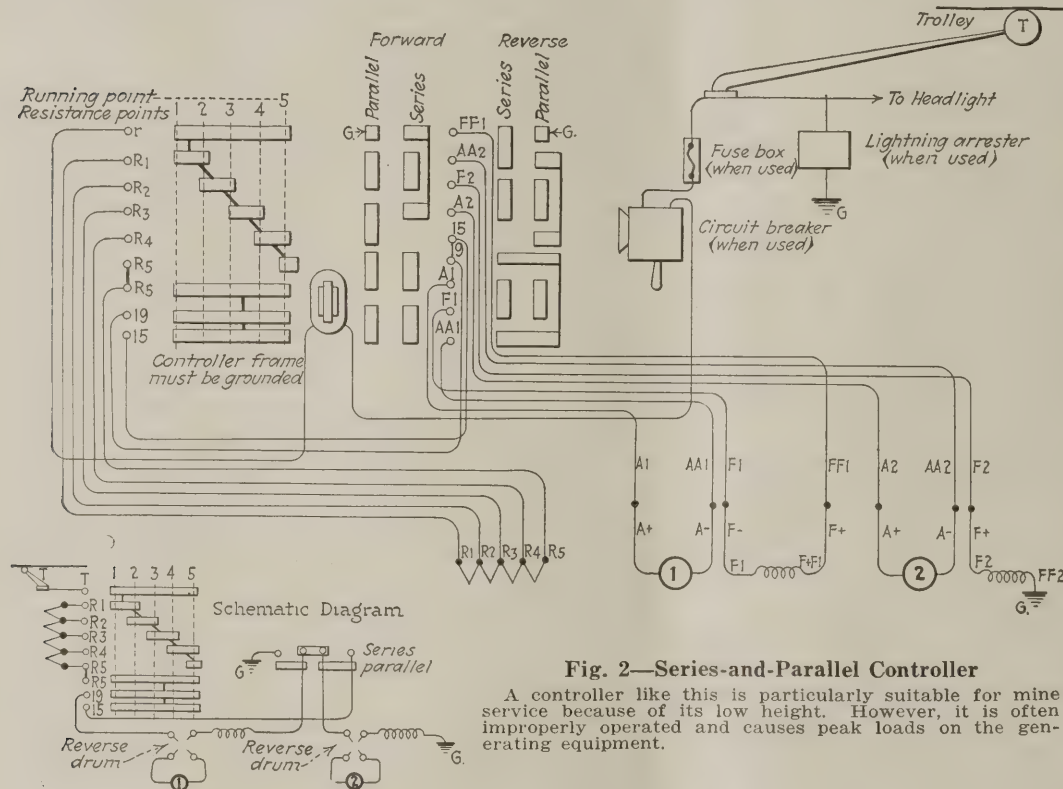 Trolley
T
Forward
Reverse
Parallel
Series
Series
Parallel
Running point
Resistance points
1 2 3 4 5
To Headlight
r
R1
R2
R3
R4
R5
R5
19
15
G.
G.
FF1
AA2
F2
A2
15
19
A1
F1
AA1
Fuse box
(when used)
Lightning arrester
(when used)
G
Circuit breaker
(when used)
Controller frame
must be grounded
A1 AA1 F1 FF1 A2 AA2 F2
A+ A- F- F+ A+ A- F+
R1 R2 R3 R4 R5
1
F1
F+F1
2
F2
FF2
G.
T T 1 2 3 4 5
R1
R2
R3
R4
R5
R5
19
15
Schematic Diagram
G
Series
parallel
Reverse
drum
Reverse
drum
G.
1
2
Fig. 2—Series-and-Parallel Controller
A controller like this is particularly suitable for mine
service because of its low height. However, it is often
improperly operated and causes peak loads on the gen-
erating equipment.